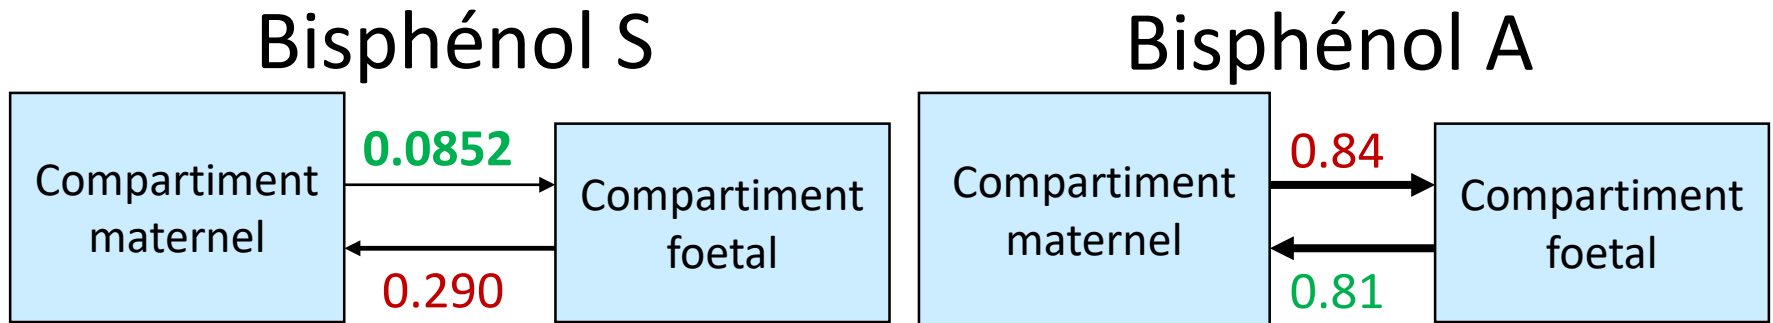 Bisphénol S
Compartiment
maternel
0.0852
0.290
Compartiment
foetal
Bisphénol A
Compartiment
maternel
0.84
0.81
Compartiment
foetal